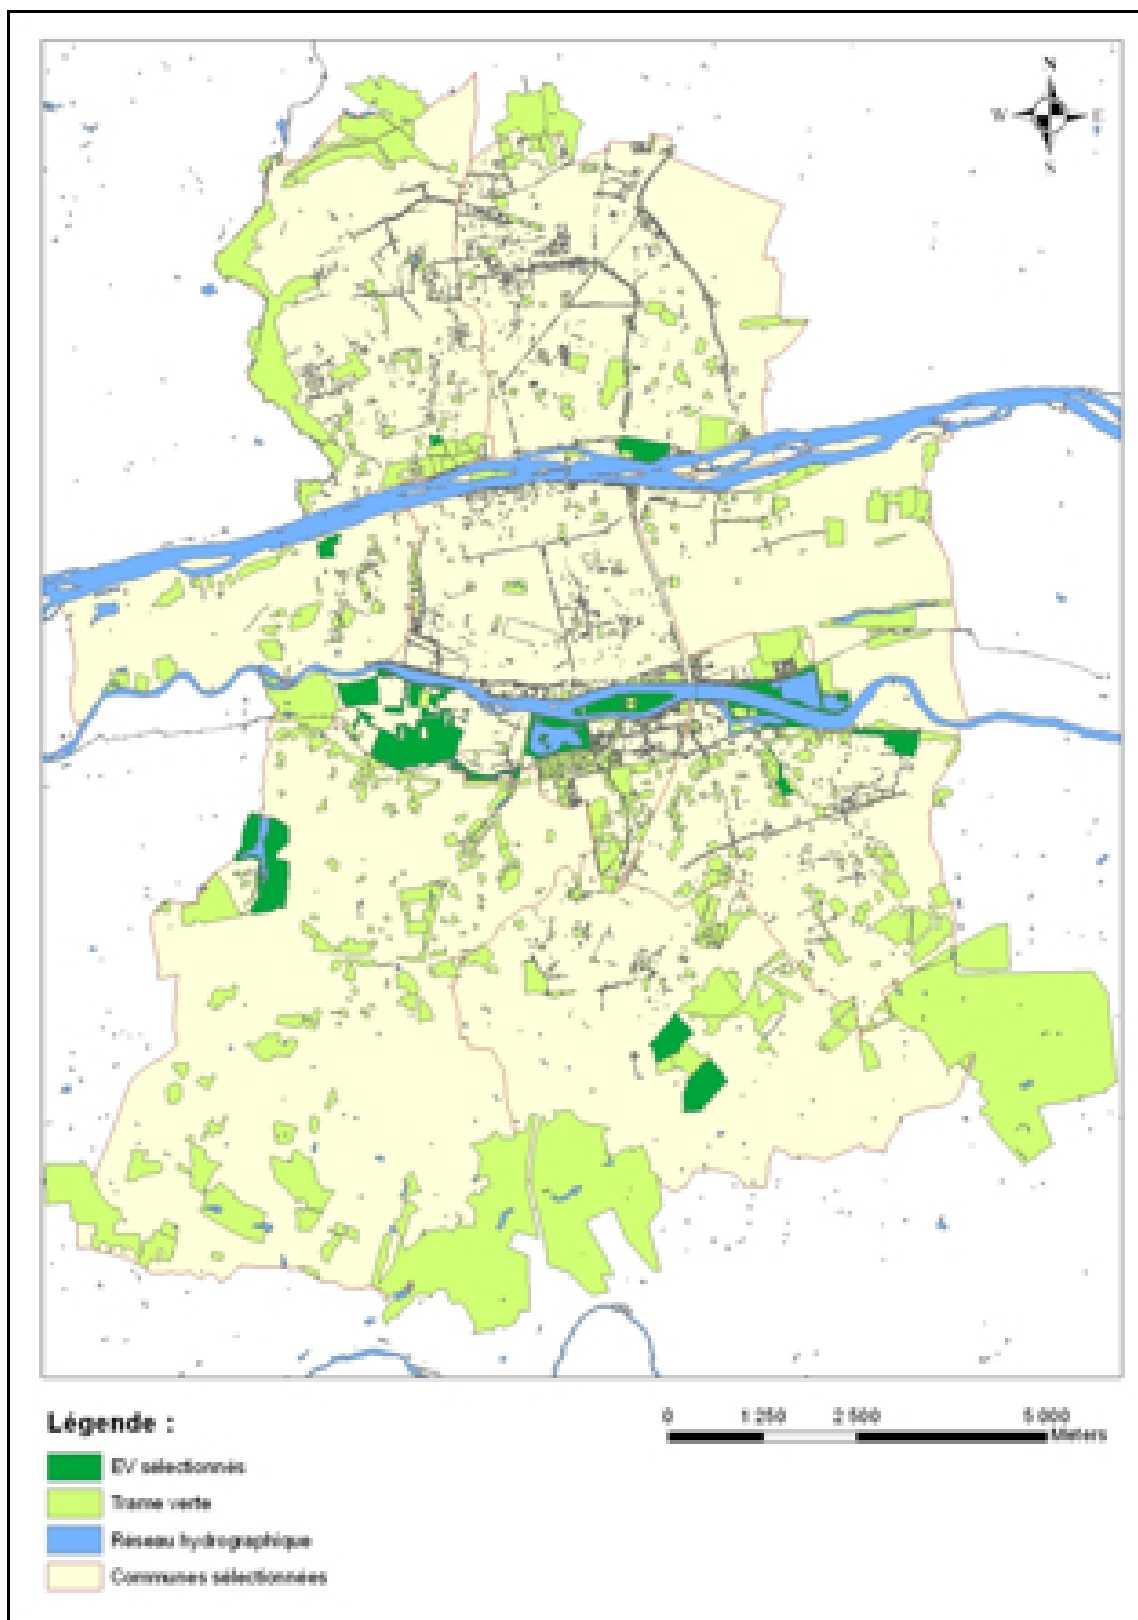 N
W E
S
Légende :
EV sélectionnés
Trame verte
Réseau hydrographique
Communes sélectionnées
0 1 250 2 500 5 000
Meters